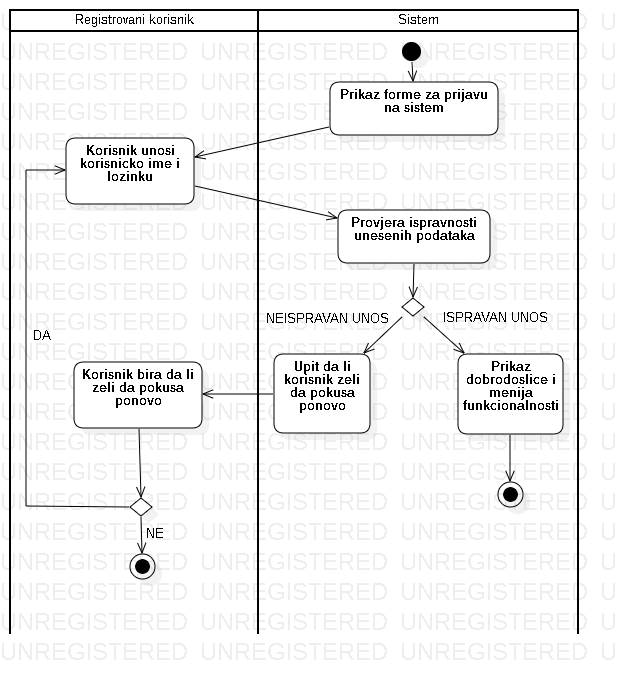 Registrovani korisnik
Sistem
Prikaz forme za prijavu
na sistem
Korisnik unosi
korisnicko ime i
lozinku
Provjera ispravnosti
unesenih podataka
NEISPRAVAN UNOS
ISPRAVAN UNOS
DA
Korisnik bira da li
zeli da pokusa
ponovo
Upit da li
korisnik zeli
da pokusa
ponovo
Prikaz
dobrodoslice i
menija
funkcionalnosti
NE
UNREGISTERED